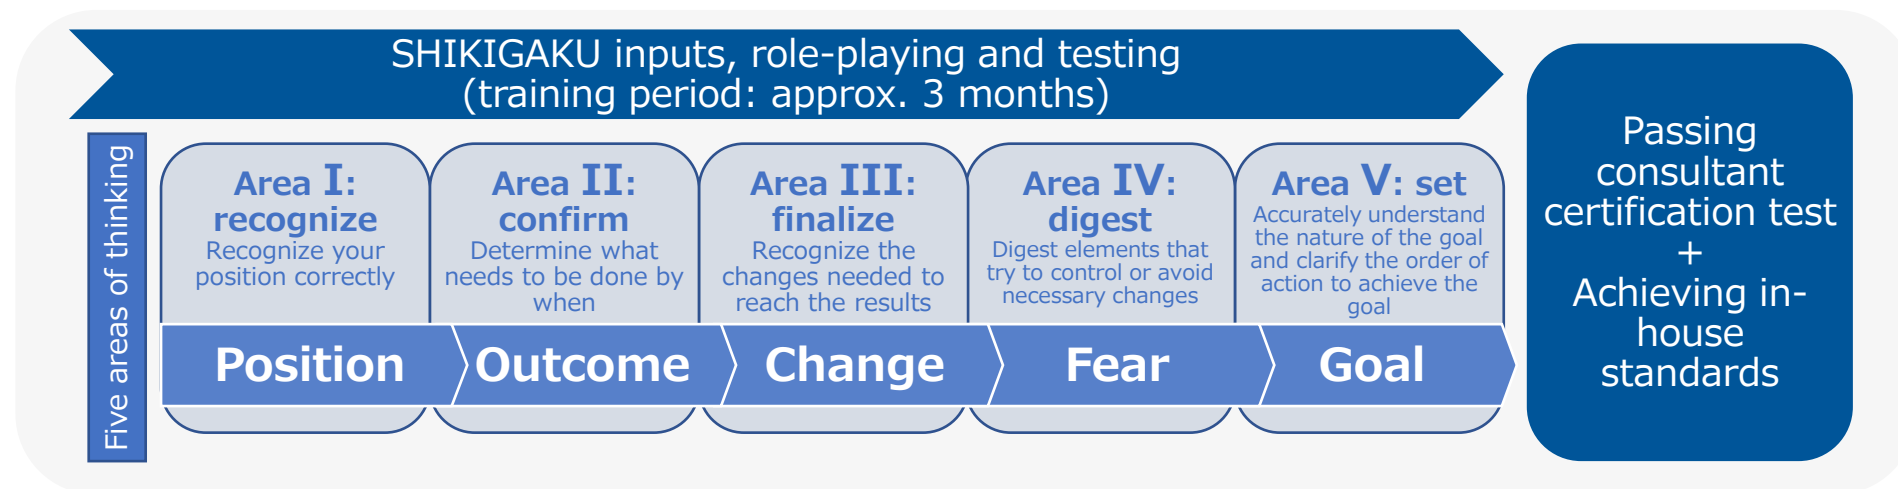 SHIKIGAKU inputs, role-playing and testing
(training period: approx. 3 months)
Five areas of thinking
Area I:
recognize
Recognize your
position correctly
Position
Area II:
confirm
Determine what
needs to be done by
when
Outcome
Area III:
finalize
Recognize the
changes needed to
reach the results
Change
Area IV:
digest
Digest elements that
try to control or avoid
necessary changes
Fear
Area V: set
Accurately understand
the nature of the goal
and clarify the order of
action to achieve the
goal
Goal
Passing
consultant
certification test
+
Achieving in-
house
standards